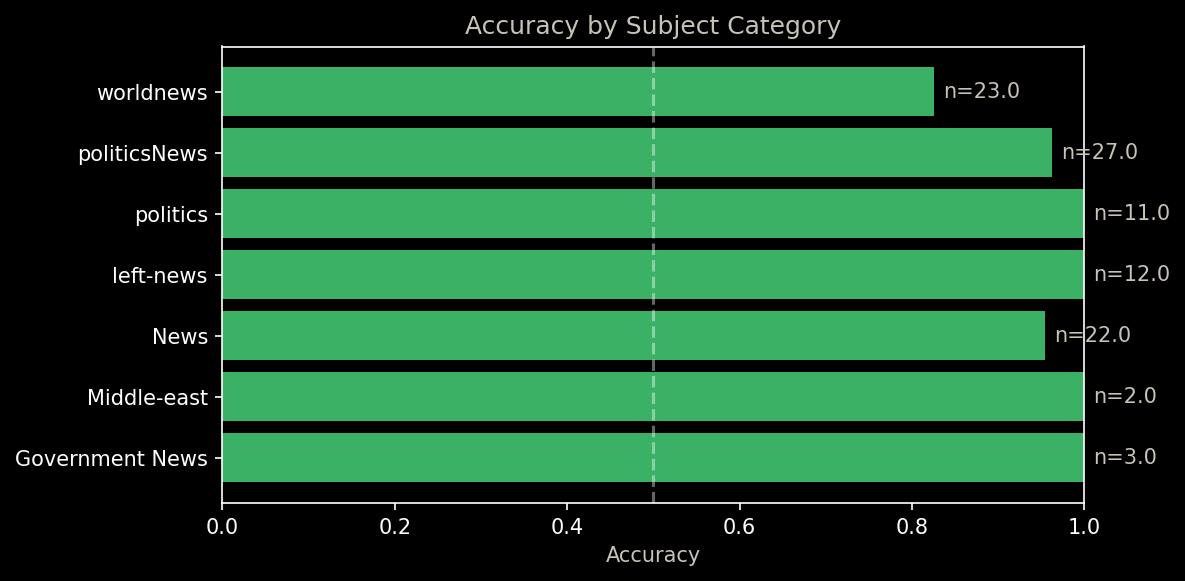 Accuracy by Subject Category
worldnews n=23.0
politicsNews n=27.0
politics n=11.0
left-news n=12.0
News n=22.0
Middle-east n=2.0
Government News n=3.0
0.0 0.2 0.4 0.6 0.8 1.0
Accuracy